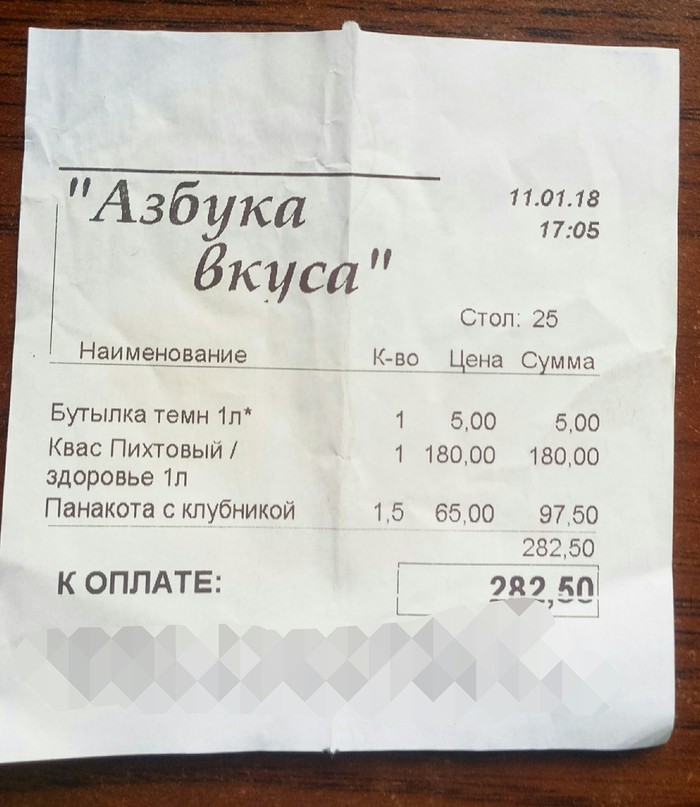 "Азбука
вкуса"
11.01.18
17:05
Стол: 25
Наименование К-во Цена Сумма
Бутылка темн 1л* 1 5,00 5,00
Квас Пихтовый / 1 180,00 180,00
здоровье 1л
Панакота с клубникой 1,5 65,00 97,50
282,50
К ОПЛАТЕ: 282,50